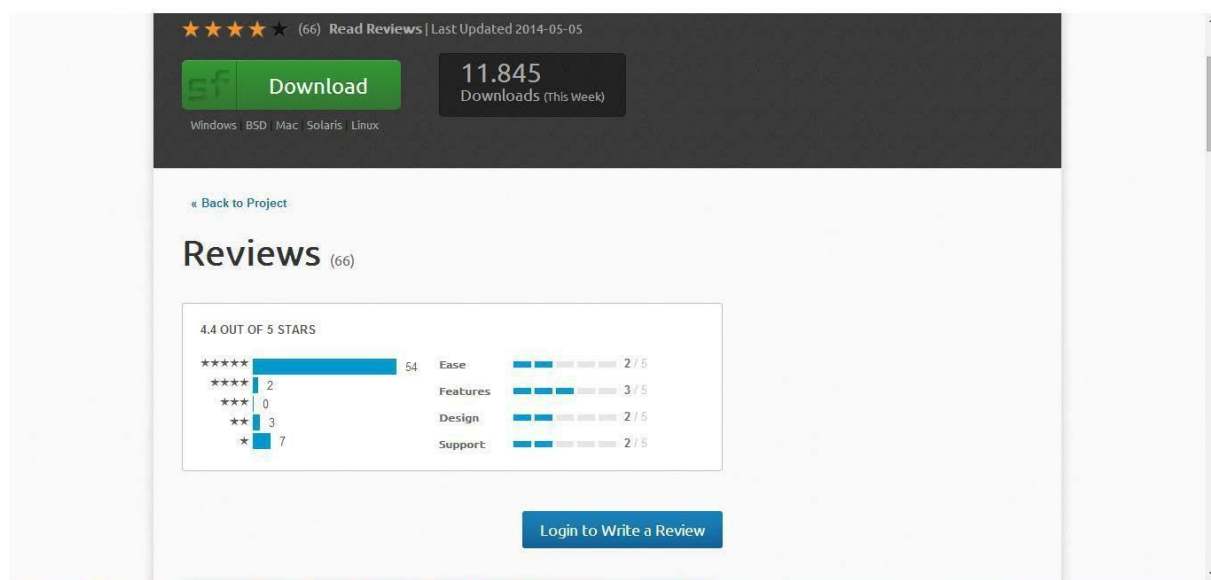 (66) Read Reviews | Last Updated 2014-05-05
sf Download
11.845
Downloads (This Week)
Windows | BSD | Mac | Solaris | Linux
« Back to Project
Reviews (66)
4.4 OUT OF 5 STARS
★★★★★ 54
★★★★ 2
★★★ 0
★★ 3
★ 7
Ease 2 / 5
Features 3 / 5
Design 2 / 5
Support 2 / 5
Login to Write a Review